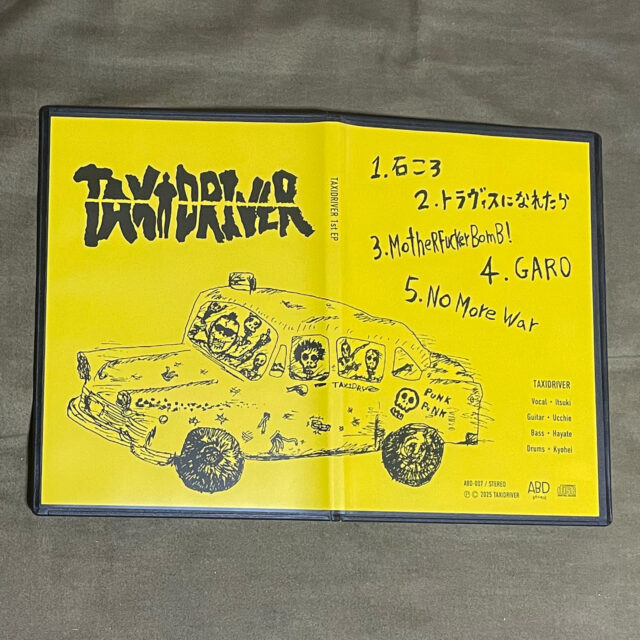 TAXIDRIVER
TAXIDRIVER 1st EP
1.石ころ
2.トラヴィスになれたら
3.MotheRFucKerBomB!
4.GARO
5.No More War
TAXIDRIVER
PUNK
PiNK
TAXIDRIVER
Vocal・Itsuki
Guitar・Ucchie
Bass・Hayate
Drums・Kyohei
ABD-007 / STEREO
Ⓟ © 2025 TAXIDRIVER
ABD